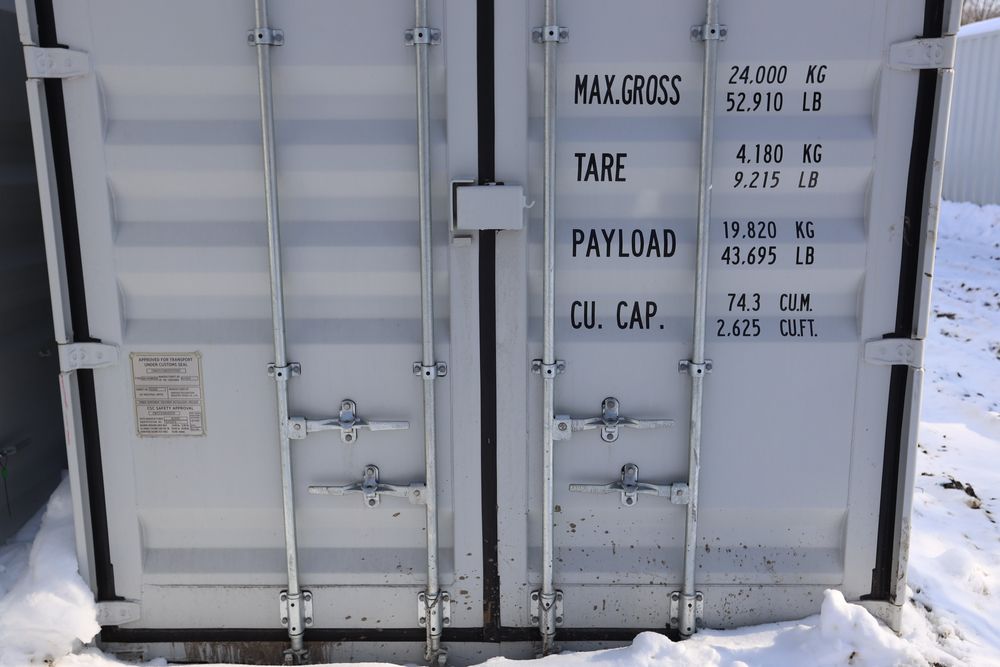 MAX.GROSS 24,000 KG
52,910 LB
TARE 4,180 KG
9,215 LB
PAYLOAD 19,820 KG
43,695 LB
CU. CAP. 74.3 CU.M.
2,625 CU.FT.
APPROVED FOR TRANSPORT
UNDER CUSTOMS SEAL
CSC SAFETY APPROVAL